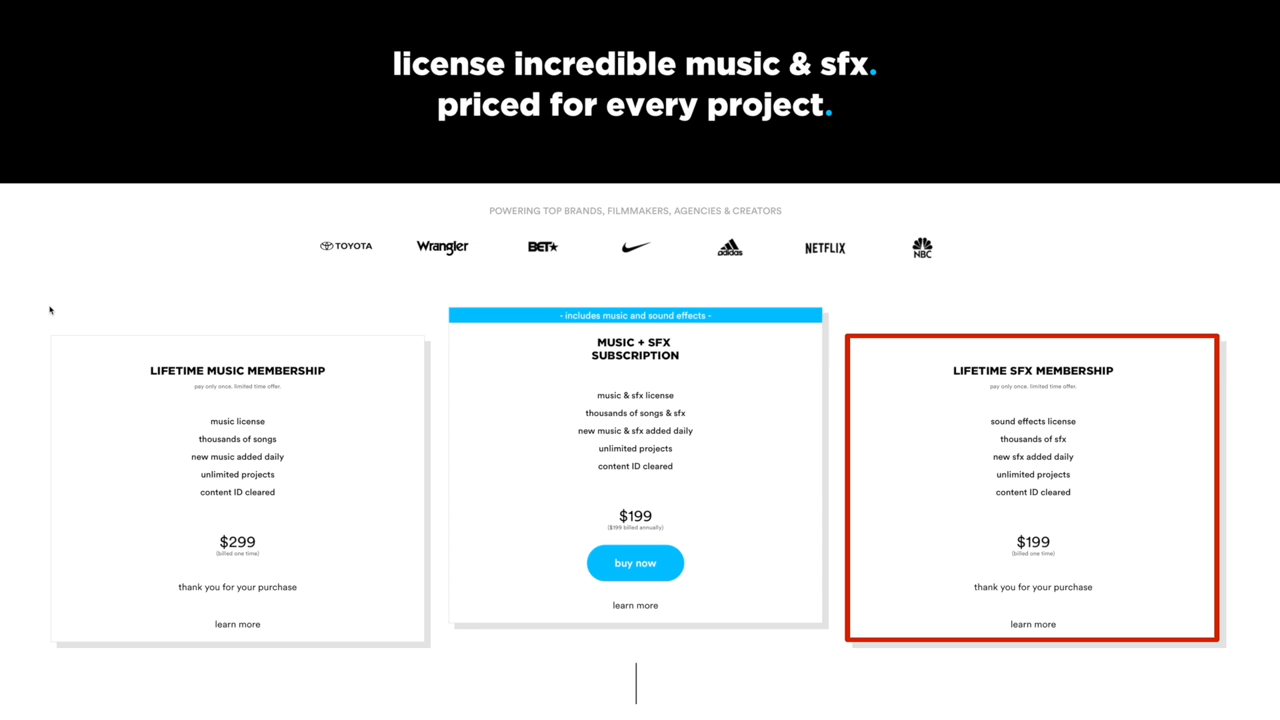 license incredible music & sfx.
priced for every project.
POWERING TOP BRANDS, FILMMAKERS, AGENCIES & CREATORS
TOYOTA
Wrangler
BET★
adidas
NETFLIX
NBC
LIFETIME MUSIC MEMBERSHIP
pay only once. limited time offer.
music license
thousands of songs
new music added daily
unlimited projects
content ID cleared
$299
(billed one time)
thank you for your purchase
learn more
- includes music and sound effects -
MUSIC + SFX
SUBSCRIPTION
music & sfx license
thousands of songs & sfx
new music & sfx added daily
unlimited projects
content ID cleared
$199
($199 billed annually)
buy now
learn more
LIFETIME SFX MEMBERSHIP
pay only once. limited time offer.
sound effects license
thousands of sfx
new sfx added daily
unlimited projects
content ID cleared
$199
(billed one time)
thank you for your purchase
learn more